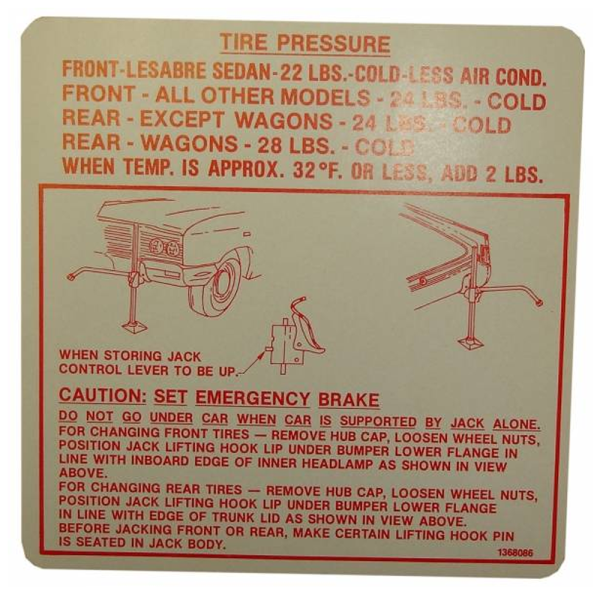 TIRE PRESSURE
FRONT-LESABRE SEDAN-22 LBS.-COLD-LESS AIR COND.
FRONT - ALL OTHER MODELS - 24 LBS. - COLD
REAR - EXCEPT WAGONS - 24 LBS. - COLD
REAR - WAGONS - 28 LBS. - COLD
WHEN TEMP. IS APPROX. 32°F. OR LESS, ADD 2 LBS.
WHEN STORING JACK
CONTROL LEVER TO BE UP.
CAUTION: SET EMERGENCY BRAKE
DO NOT GO UNDER CAR WHEN CAR IS SUPPORTED BY JACK ALONE.
FOR CHANGING FRONT TIRES — REMOVE HUB CAP, LOOSEN WHEEL NUTS,
POSITION JACK LIFTING HOOK LIP UNDER BUMPER LOWER FLANGE IN
LINE WITH INBOARD EDGE OF INNER HEADLAMP AS SHOWN IN VIEW
ABOVE.
FOR CHANGING REAR TIRES — REMOVE HUB CAP, LOOSEN WHEEL NUTS,
POSITION JACK LIFTING HOOK LIP UNDER BUMPER LOWER FLANGE
IN LINE WITH EDGE OF TRUNK LID AS SHOWN IN VIEW ABOVE.
BEFORE JACKING FRONT OR REAR, MAKE CERTAIN LIFTING HOOK PIN
IS SEATED IN JACK BODY.
1368086